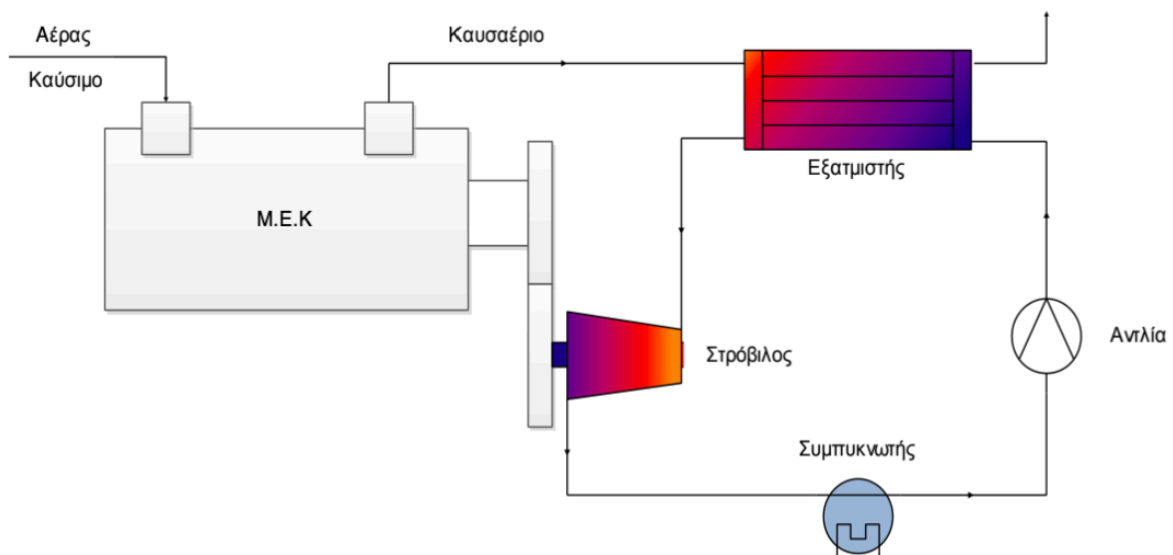 Αέρας
Καύσιμο
Καυσαέριο
Εξατμιστής
Μ.Ε.Κ
Στρόβιλος
Αντλία
Συμπυκνωτής